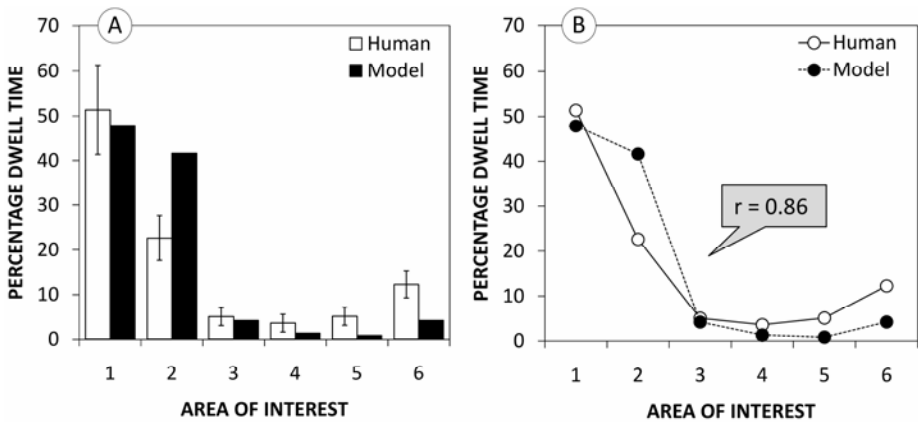 A
Human
Model
PERCENTAGE DWELL TIME
70
60
50
40
30
20
10
0
1 2 3 4 5 6
AREA OF INTEREST
B
Human
Model
r = 0.86
PERCENTAGE DWELL TIME
70
60
50
40
30
20
10
0
1 2 3 4 5 6
AREA OF INTEREST